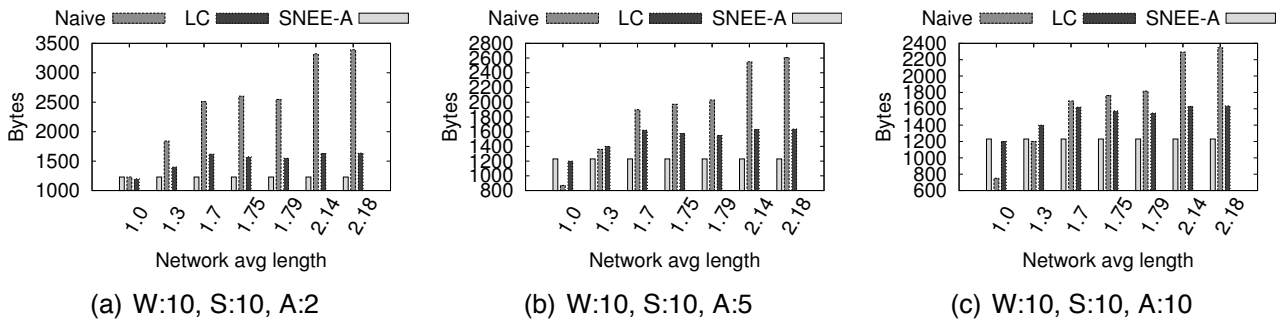 Naive LC SNEE-A
3500
3000
2500
2000
1500
1000
Bytes
1.0 1.3 1.7 1.75 1.79 2.14 2.18
Network avg length
(a) W:10, S:10, A:2
Naive LC SNEE-A
2800
2600
2400
2200
2000
1800
1600
1400
1200
1000
800
Bytes
1.0 1.3 1.7 1.75 1.79 2.14 2.18
Network avg length
(b) W:10, S:10, A:5
Naive LC SNEE-A
2400
2200
2000
1800
1600
1400
1200
1000
800
600
Bytes
1.0 1.3 1.7 1.75 1.79 2.14 2.18
Network avg length
(c) W:10, S:10, A:10